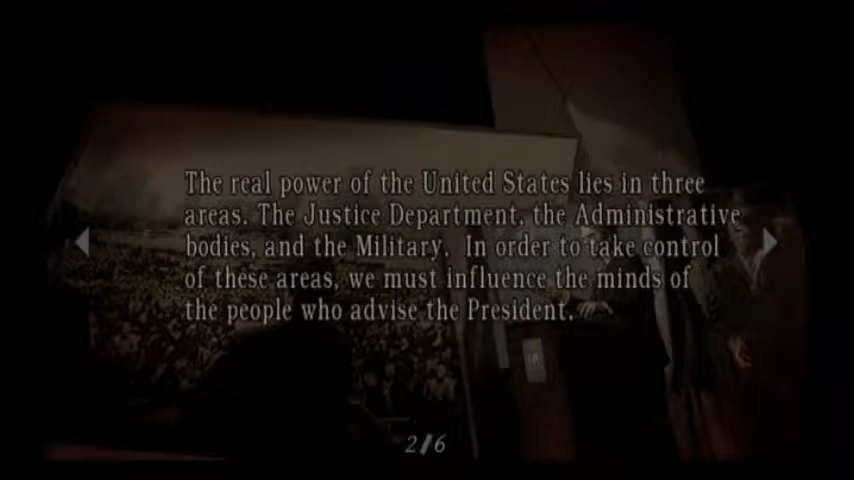 The real power of the United States lies in three
areas. The Justice Department, the Administrative
bodies, and the Military. In order to take control
of these areas, we must influence the minds of
the people who advise the President.
2/6